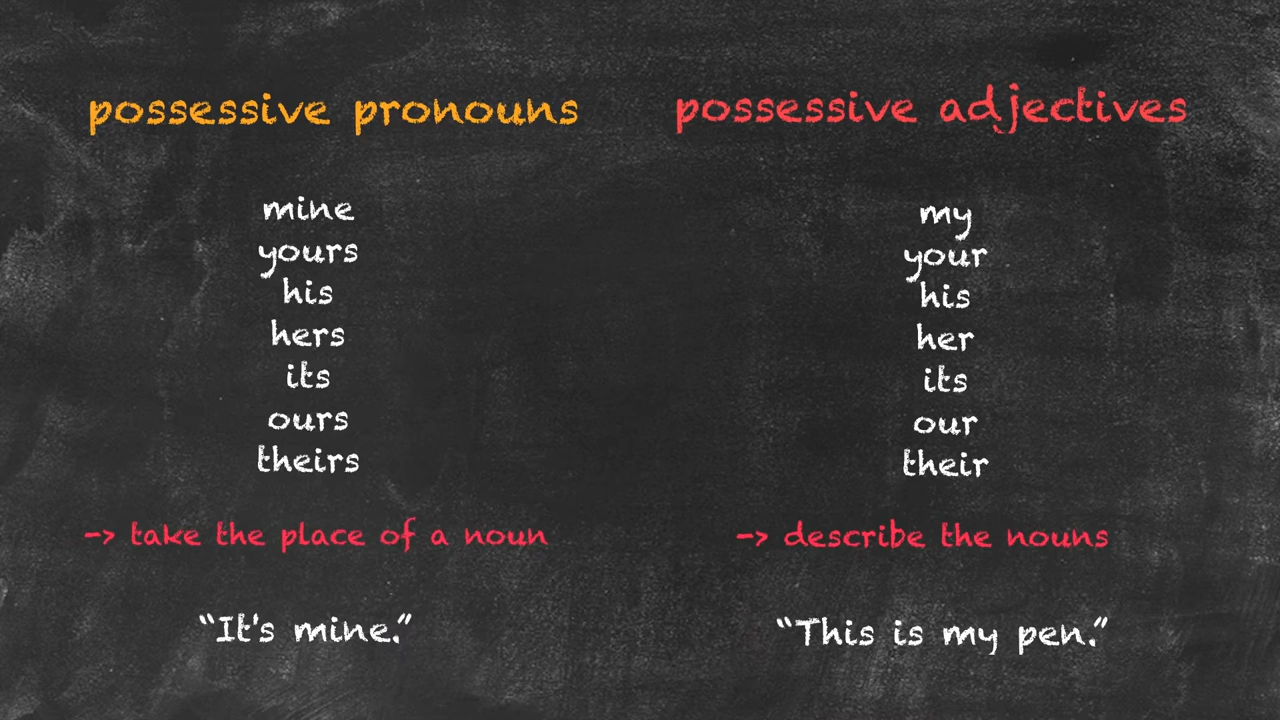 possessive pronouns
mine
yours
his
hers
its
ours
theirs
-> take the place of a noun
“It's mine.”
possessive adjectives
my
your
his
her
its
our
their
-> describe the nouns
“This is my pen.”